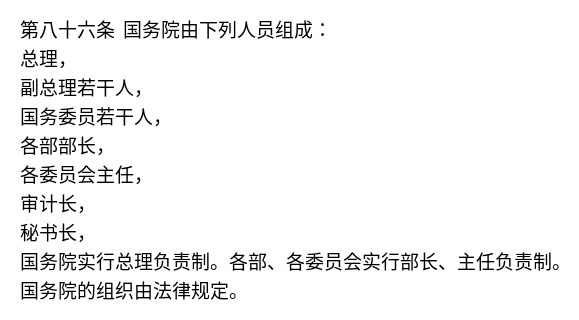 第八十六条 国务院由下列人员组成：
总理，
副总理若干人，
国务委员若干人，
各部部长，
各委员会主任，
审计长，
秘书长，
国务院实行总理负责制。各部、各委员会实行部长、主任负责制。
国务院的组织由法律规定。